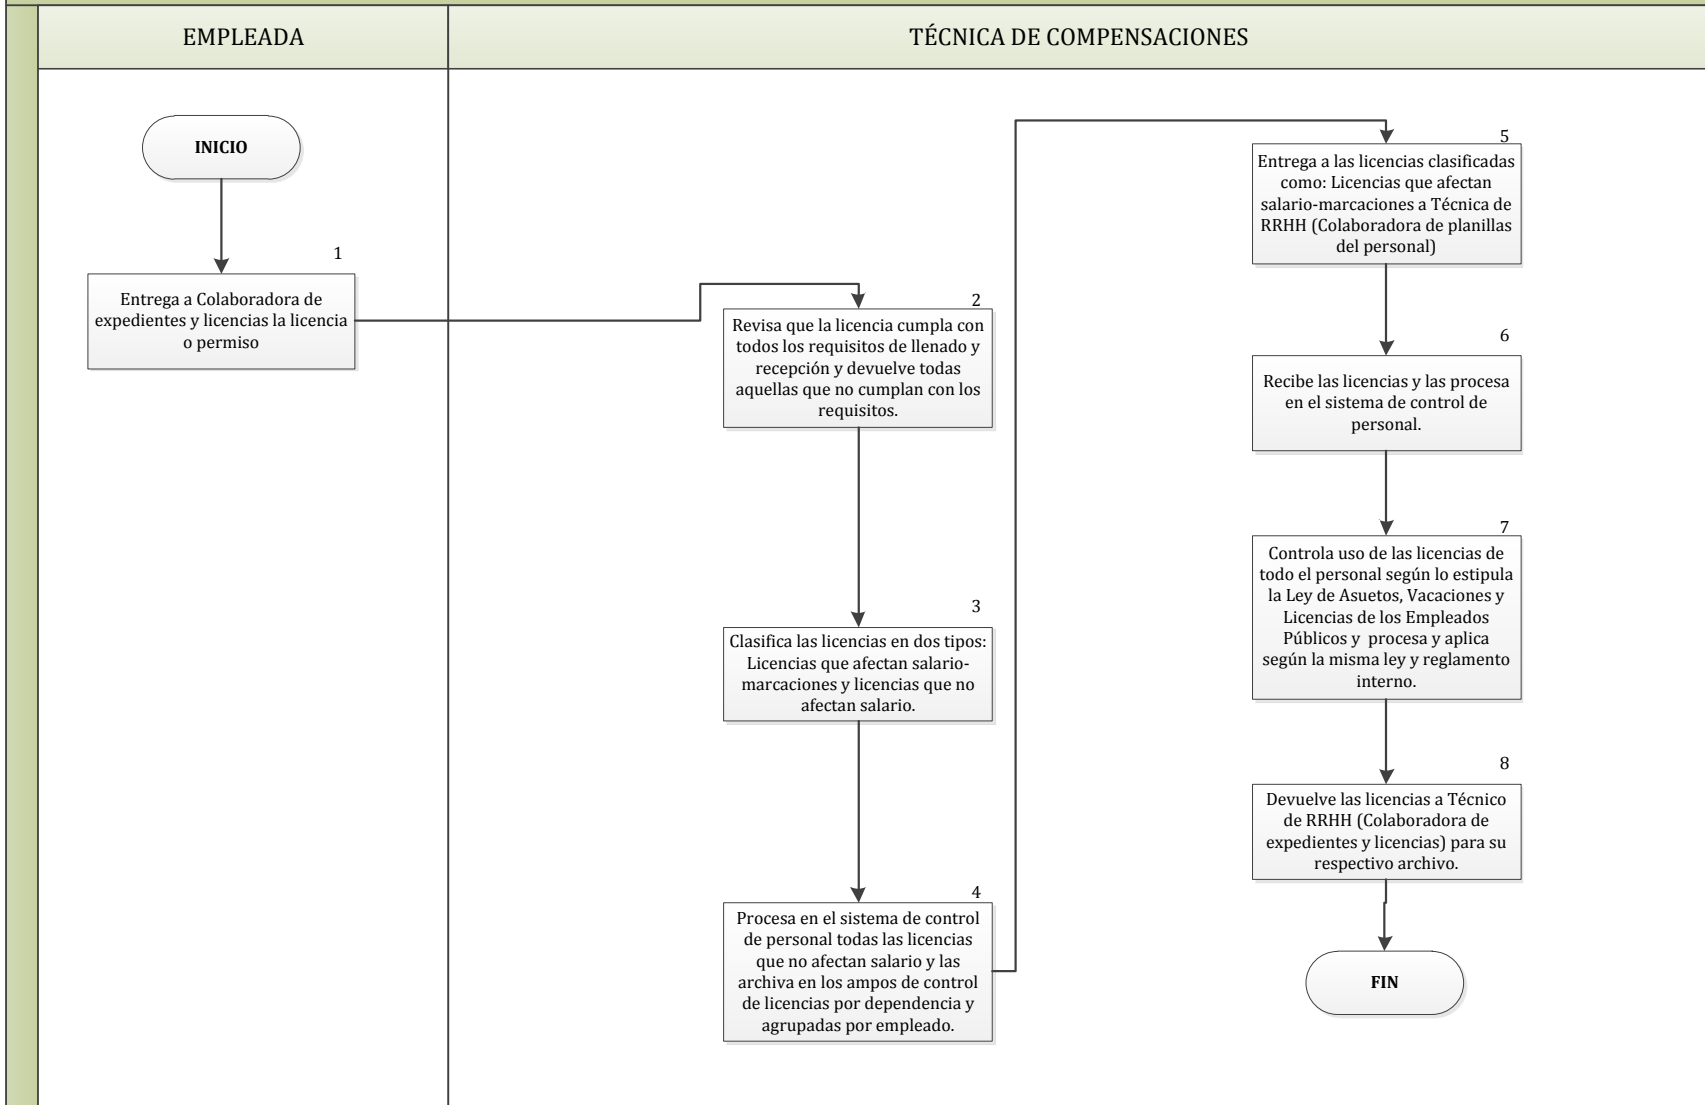 EMPLEADA
TÉCNICA DE COMPENSACIONES
INICIO
1
Entrega a Colaboradora de
expedientes y licencias la licencia
o permiso
2
Revisa que la licencia cumpla con
todos los requisitos de llenado y
recepción y devuelve todas
aquellas que no cumplan con los
requisitos.
3
Clasifica las licencias en dos tipos:
Licencias que afectan salario-
marcaciones y licencias que no
afectan salario.
4
Procesa en el sistema de control
de personal todas las licencias
que no afectan salario y las
archiva en los ampos de control
de licencias por dependencia y
agrupadas por empleado.
5
Entrega a las licencias clasificadas
como: Licencias que afectan
salario-marcaciones a Técnica de
RRHH (Colaboradora de planillas
del personal)
6
Recibe las licencias y las procesa
en el sistema de control de
personal.
7
Controla uso de las licencias de
todo el personal según lo estipula
la Ley de Asuetos, Vacaciones y
Licencias de los Empleados
Públicos y  procesa y aplica
según la misma ley y reglamento
interno.
8
Devuelve las licencias a Técnico
de RRHH (Colaboradora de
expedientes y licencias) para su
respectivo archivo.
FIN